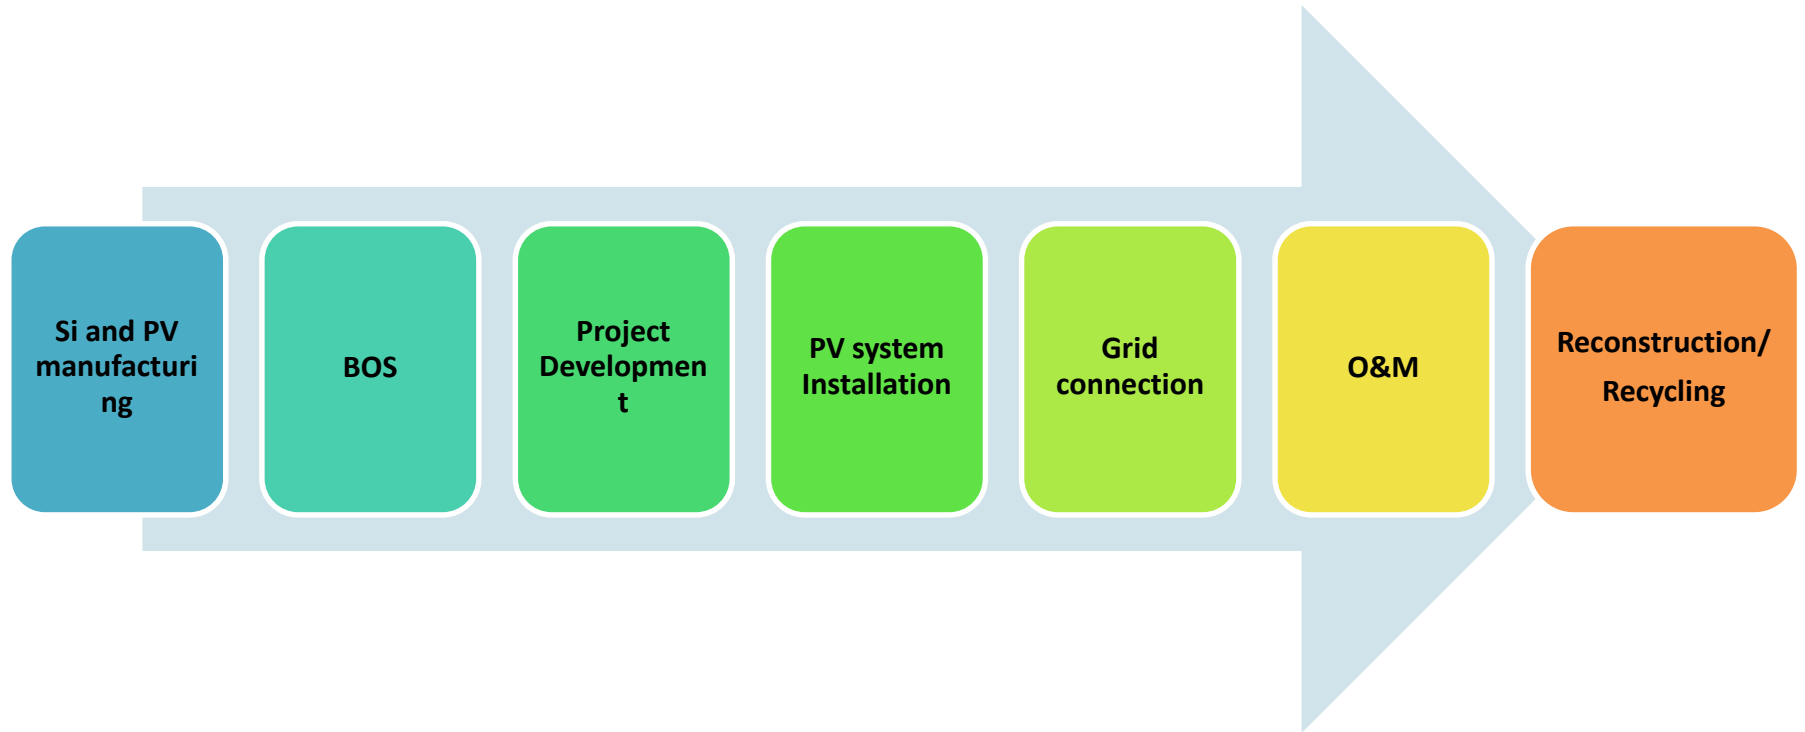 Si and PV
manufacturi
ng
BOS
Project
Developmen
t
PV system
Installation
Grid
connection
O&M
Reconstruction/
Recycling